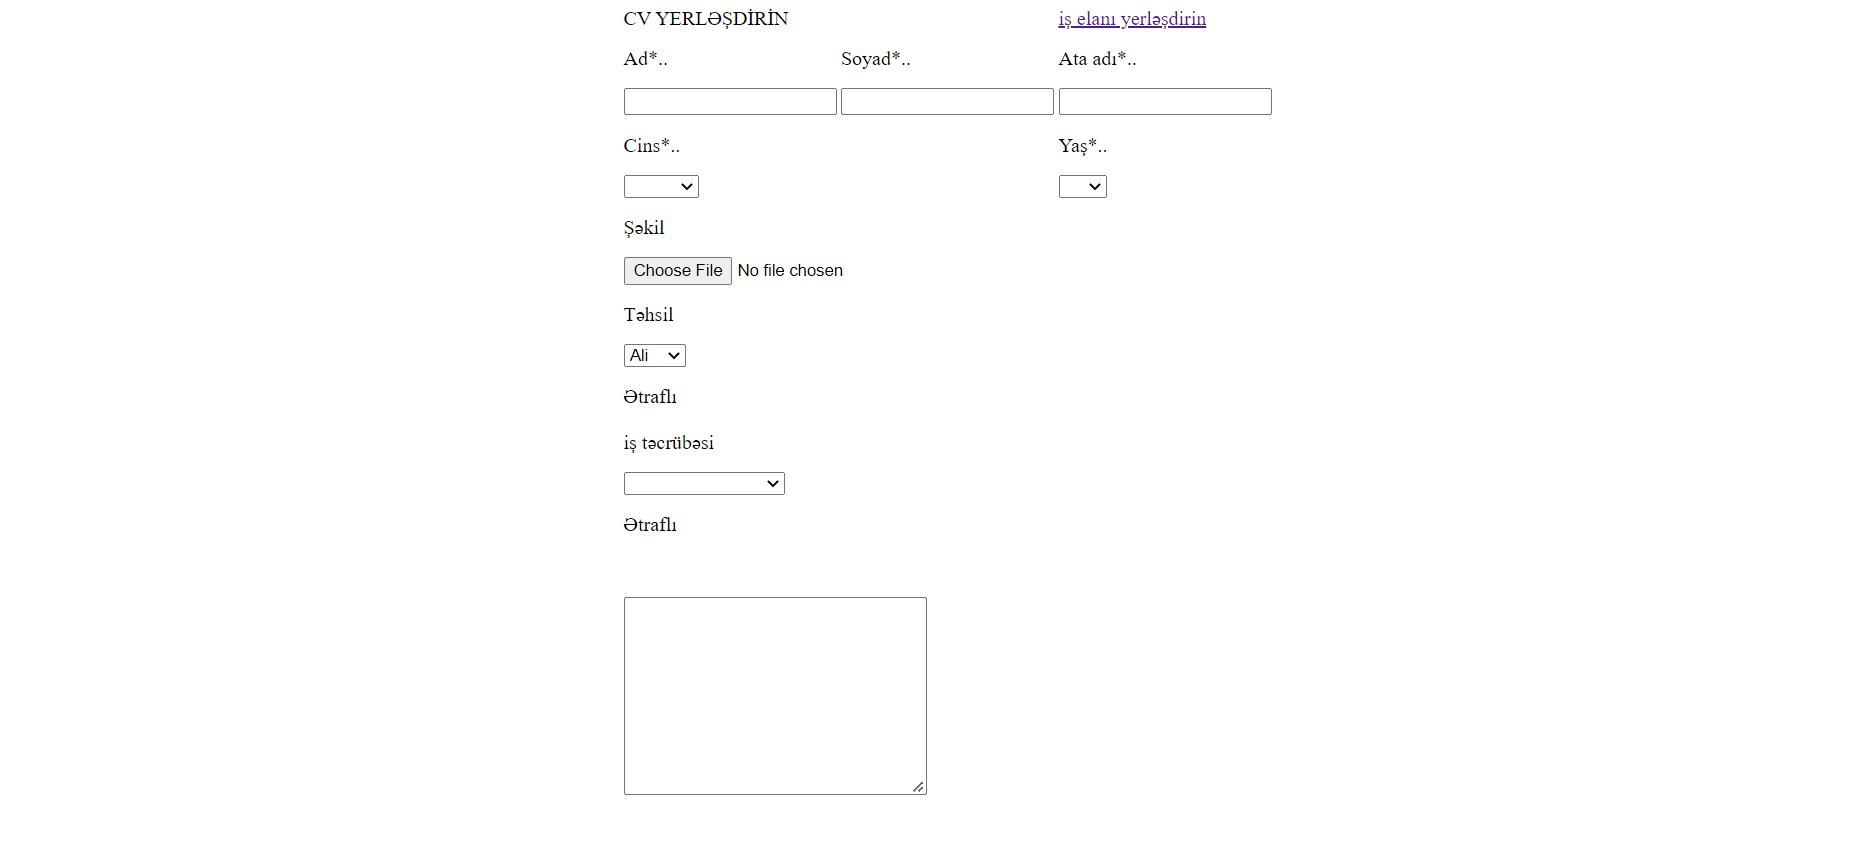 CV YERLƏŞDİRİN iş elanı yerləşdirin
Ad*.. Soyad*.. Ata adı*..
Cins*.. Yaş*..
Şəkil
Choose File No file chosen
Təhsil
Ali
Ətraflı
iş təcrübəsi
Ətraflı